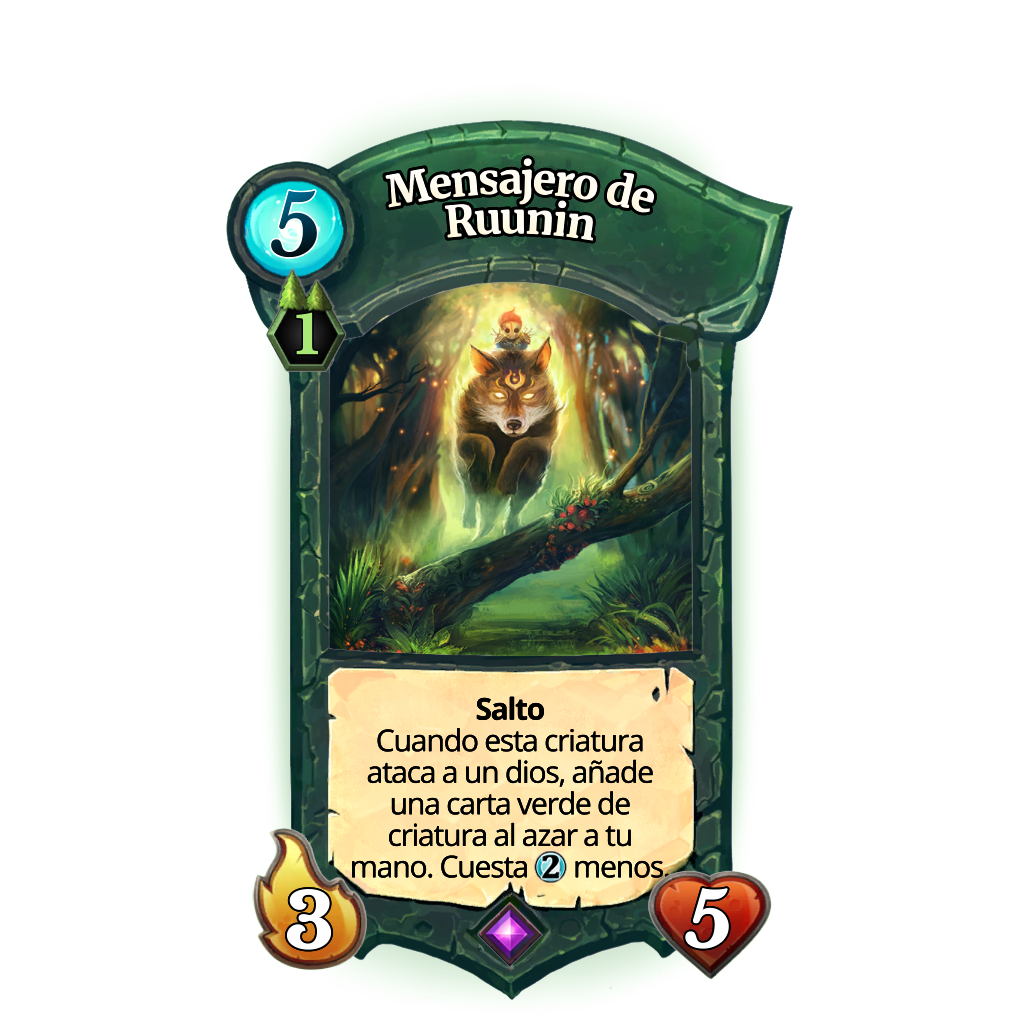 5
Mensajero de
Ruunin
1
Salto
Cuando esta criatura
ataca a un dios, añade
una carta verde de
criatura al azar a tu
mano. Cuesta 2 menos.
3
5